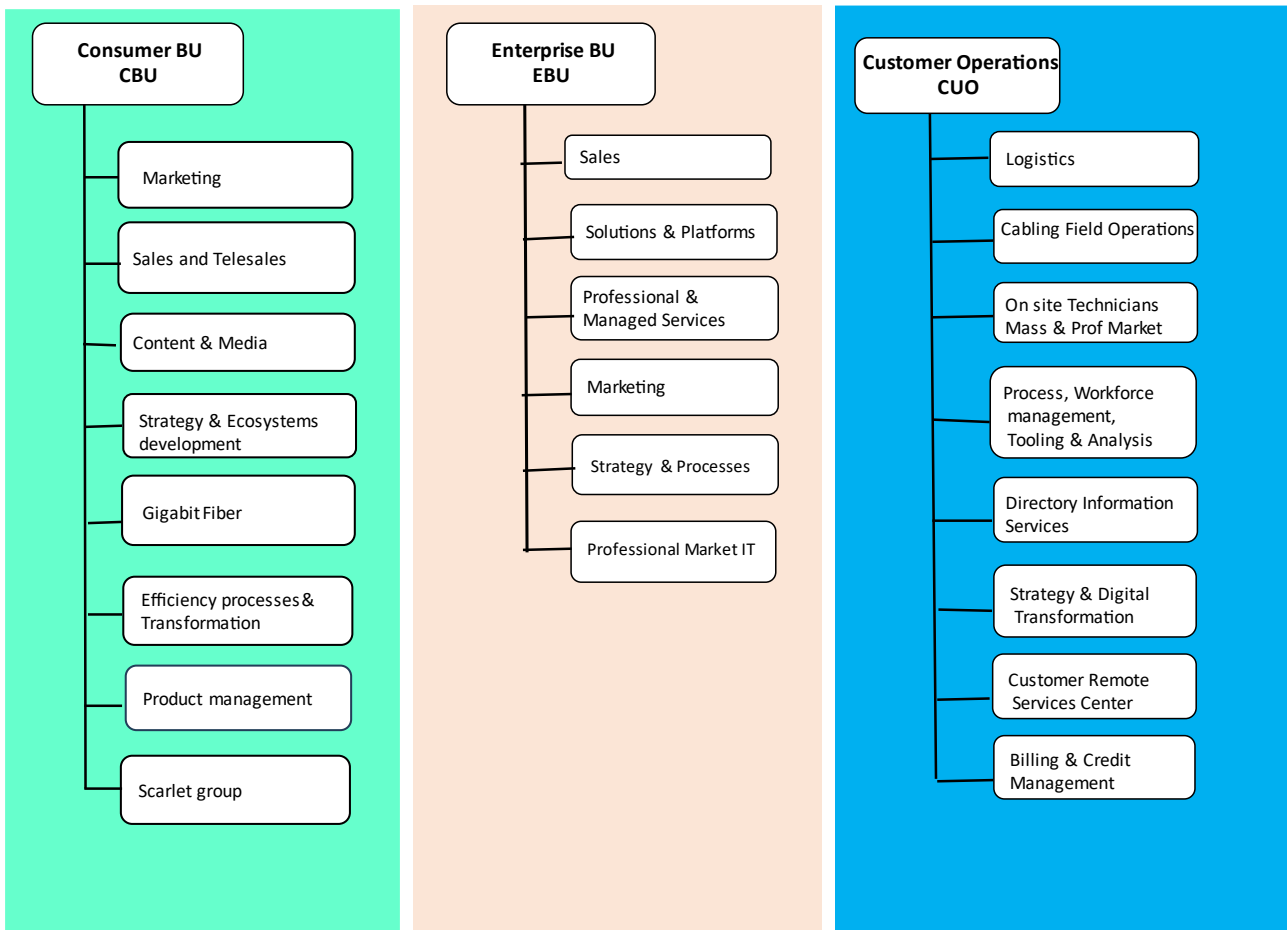 Consumer BU
CBU
Marketing
Sales and Telesales
Content & Media
Strategy & Ecosystems
development
Gigabit Fiber
Efficiency processes &
Transformation
Product management
Scarlet group
Enterprise BU
EBU
Sales
Solutions & Platforms
Professional &
Managed Services
Marketing
Strategy & Processes
Professional Market IT
Customer Operations
CUO
Logistics
Cabling Field Operations
On site Technicians
Mass & Prof Market
Process, Workforce
management,
Tooling & Analysis
Directory Information
Services
Strategy & Digital
Transformation
Customer Remote
Services Center
Billing & Credit
Management